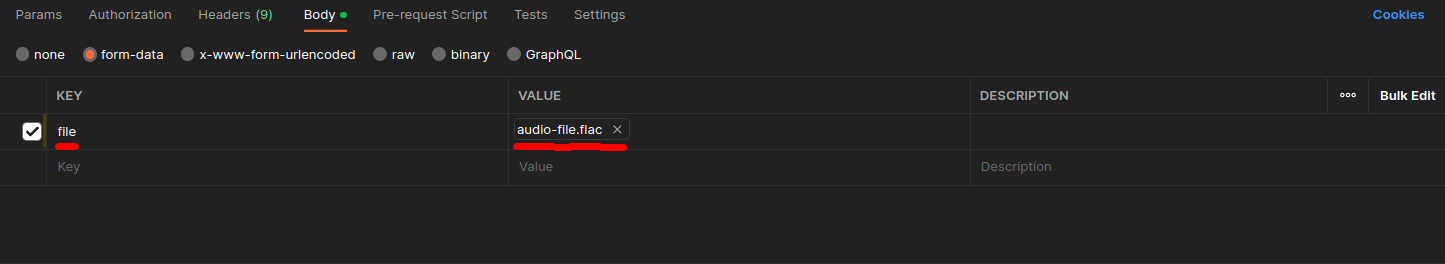 Params Authorization Headers (9) Body Pre-request Script Tests Settings Cookies
none form-data x-www-form-urlencoded raw binary GraphQL
KEY VALUE DESCRIPTION ooo Bulk Edit
file audio-file.flac ×
Key Value Description